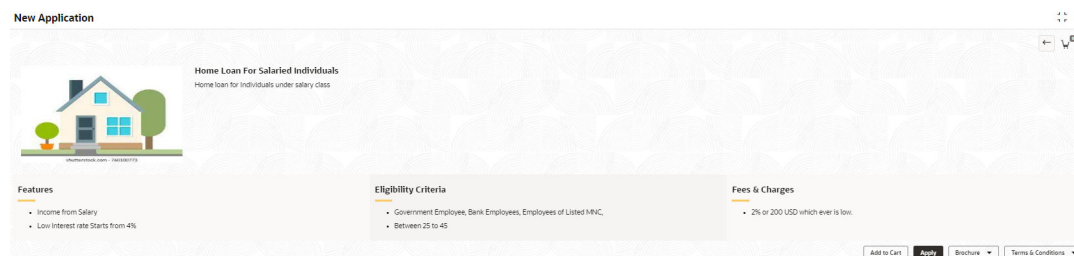 New Application
Home Loan For Salaried Individuals
Home loan for individuals under salary class
Features
Income from Salary
Low Interest rate Starts from 4%
Eligibility Criteria
Government Employee, Bank Employees, Employees of Listed MNC,
Between 25 to 45
Fees & Charges
2% or 200 USD which ever is low.
Add to Cart Apply Brochure Terms & Conditions